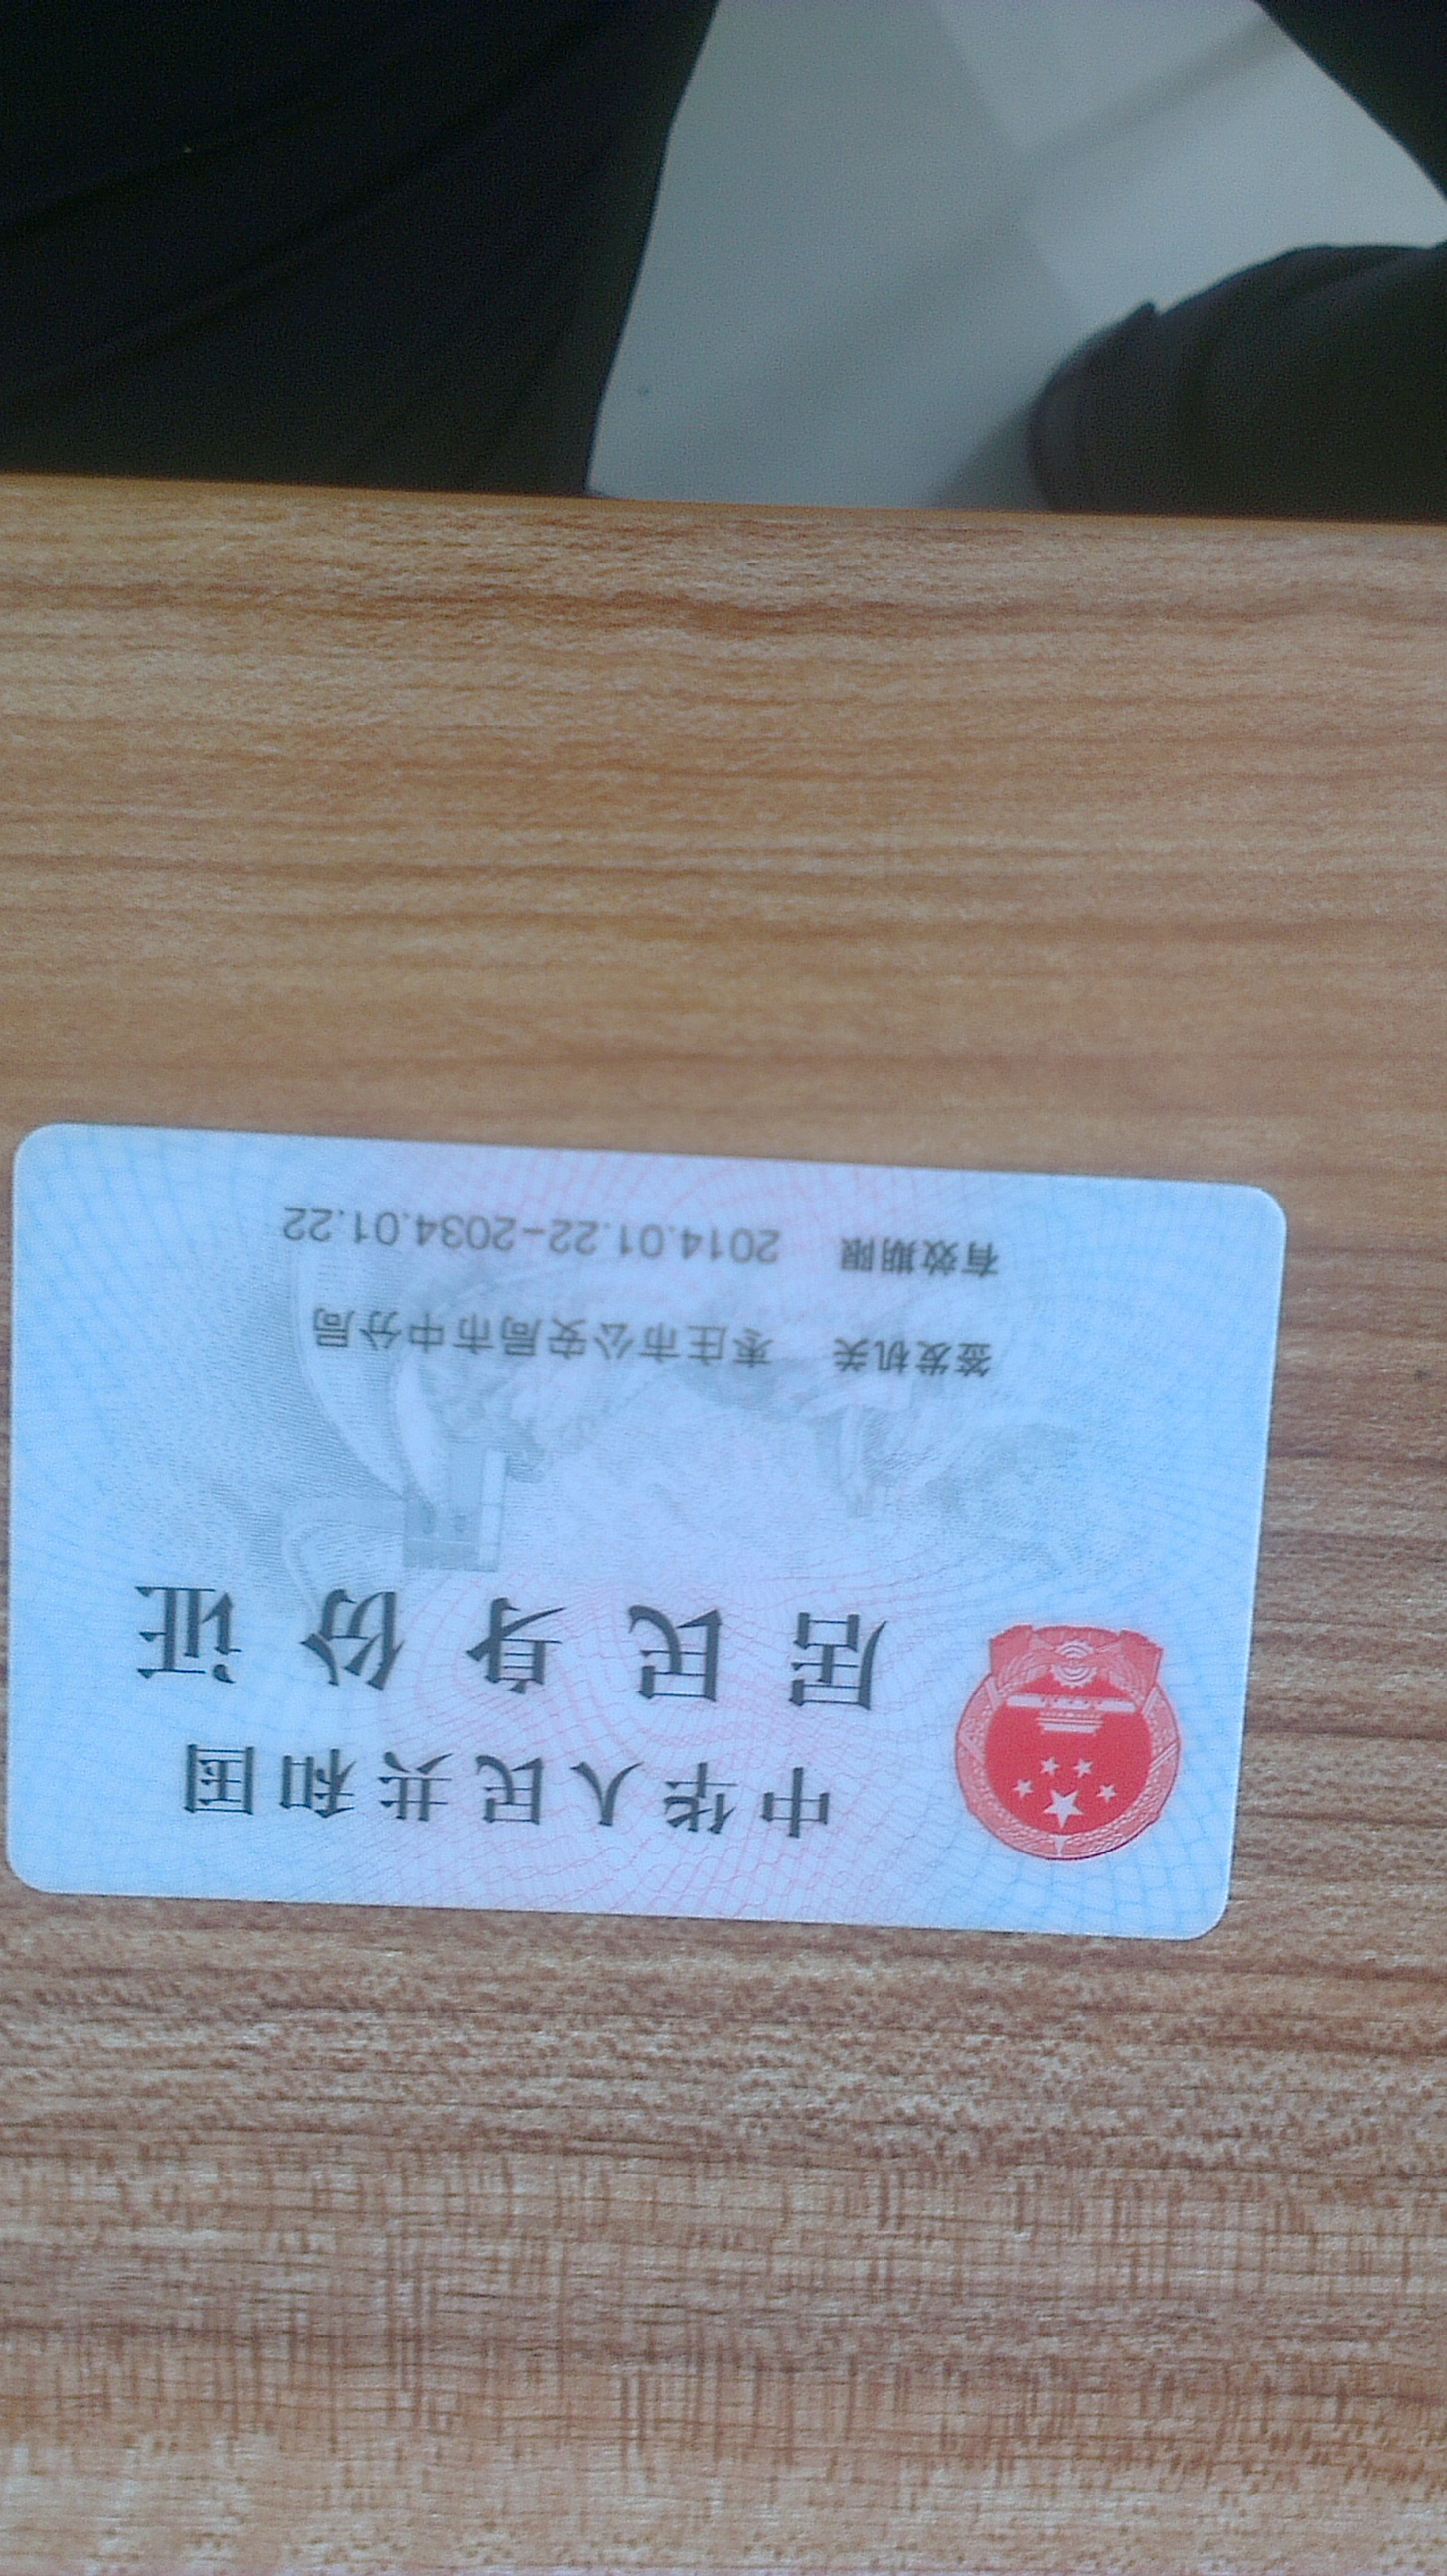 中华人民共和国
居民身份证
签发机关 枣庄市公安局市中分局
有效期限 2014.01.22-2034.01.22